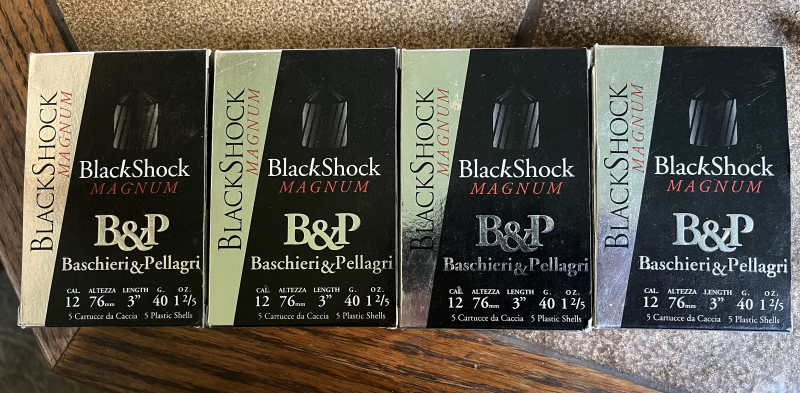 BLACKSHOCK
MAGNUM
BlackShock
MAGNUM
B&P
Baschieri&Pellagri
CAL. ALTEZZA LENGTH G. OZ.
12 76mm 3” 40 1 2/5
5 Cartucce da Caccia 5 Plastic Shells
BLACKSHOCK
MAGNUM
BlackShock
MAGNUM
B&P
Baschieri&Pellagri
CAL. ALTEZZA LENGTH G. OZ.
12 76mm 3” 40 1 2/5
5 Cartucce da Caccia 5 Plastic Shells
BLACKSHOCK
MAGNUM
BlackShock
MAGNUM
B&P
Baschieri&Pellagri
CAL. ALTEZZA LENGTH G. OZ.
12 76mm 3” 40 1 2/5
5 Cartucce da Caccia 5 Plastic Shells
BLACKSHOCK
MAGNUM
BlackShock
MAGNUM
B&P
Baschieri&Pellagri
CAL. ALTEZZA LENGTH G. OZ.
12 76mm 3” 40 1 2/5
5 Cartucce da Caccia 5 Plastic Shells